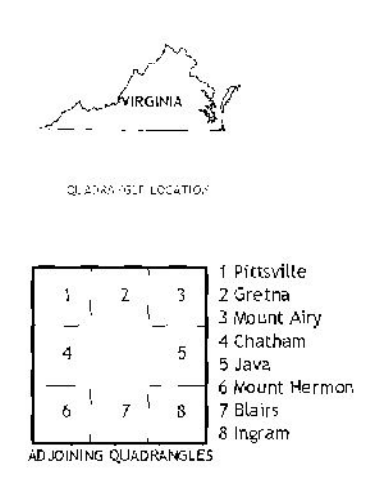 VIRGINIA
QUADRANGLE LOCATION
1 2 3
4 5
6 7 8
1 Pittsville
2 Gretna
3 Mount Airy
4 Chatham
5 Java
6 Mount Hermon
7 Blairs
8 Ingram
ADJOINING QUADRANGLES